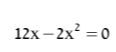 12x – 2x² = 0